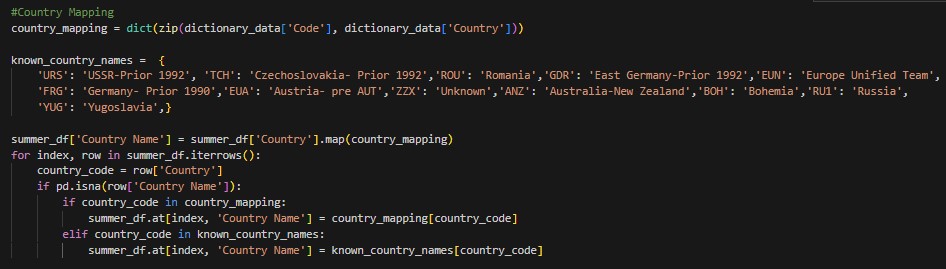 #Country Mapping
country_mapping = dict(zip(dictionary_data['Code'], dictionary_data['Country']))
known_country_names =  {
    'URS': 'USSR-Prior 1992', 'TCH': 'Czechoslovakia- Prior 1992','ROU': 'Romania','GDR': 'East Germany-Prior 1992','EUN': 'Europe Unified Team',
    'FRG': 'Germany- Prior 1990','EUA': 'Austria- pre AUT','ZZX': 'Unknown','ANZ': 'Australia-New Zealand','BOH': 'Bohemia','RU1': 'Russia',
    'YUG': 'Yugoslavia',}
summer_df['Country Name'] = summer_df['Country'].map(country_mapping)
for index, row in summer_df.iterrows():
    country_code = row['Country']
    if pd.isna(row['Country Name']):
        if country_code in country_mapping:
            summer_df.at[index, 'Country Name'] = country_mapping[country_code]
        elif country_code in known_country_names:
            summer_df.at[index, 'Country Name'] = known_country_names[country_code]